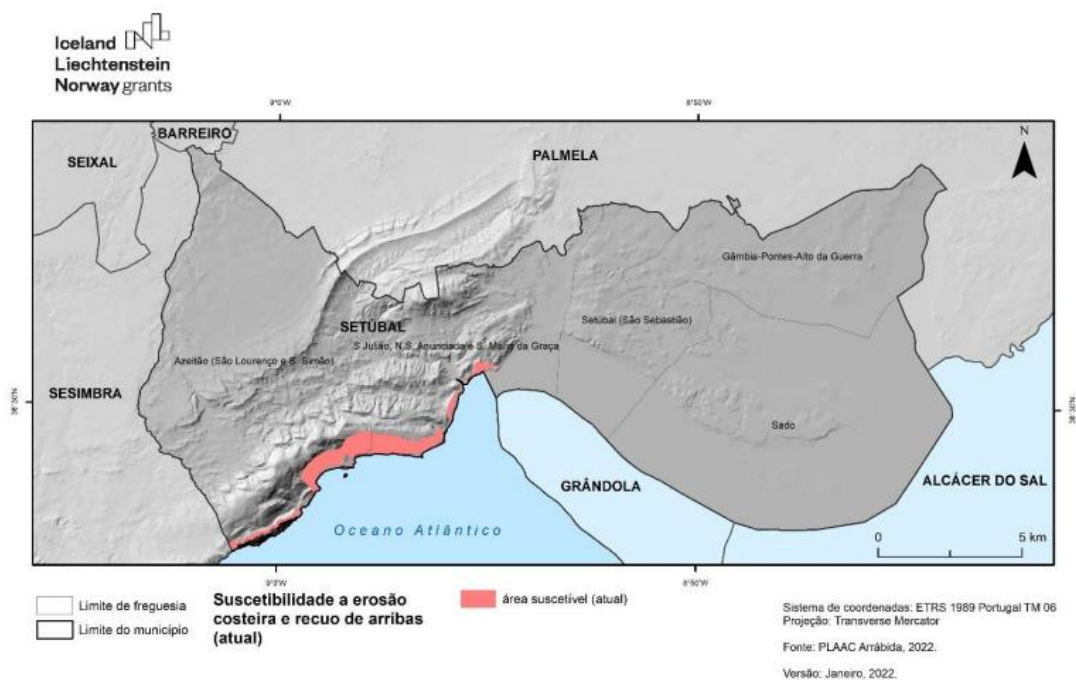 Iceland
Liechtenstein
Norway grants
9°0'W
8°50'W
BARREIRO
SEIXAL
PALMELA
N
Gâmbia-Pontes-Alto da Guerra
SETÚBAL
Setúbal (São Sebastião)
S Julião, N.S. Anunciada e S. Maria da Graça
Azeitão (São Lourenço e S. Simão)
SESIMBRA
38°30'N
38°30'N
Sado
GRÂNDOLA
ALCÁCER DO SAL
Oceano Atlântico
0 5 km
9°0'W
8°50'W
Limite de freguesia
Limite do município
Suscetibilidade a erosão
costeira e recuo de arribas
(atual)
área suscetível (atual)
Sistema de coordenadas: ETRS 1989 Portugal TM 06
Projeção: Transverse Mercator
Fonte: PLAAC Arrábida, 2022.
Versão: Janeiro, 2022.